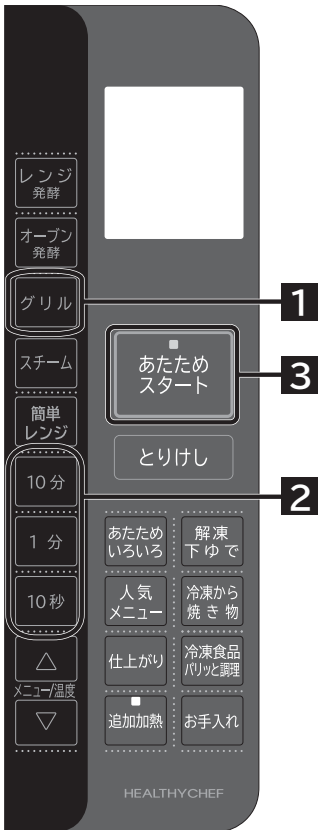 レンジ
発酵
オーブン
発酵
グリル
1
スチーム
あたため
スタート
3
簡単
レンジ
とりけし
10分
2
1分
10秒
あたため
いろいろ
解凍
下ゆで
人気
メニュー
冷凍から
焼き物
仕上がり
冷凍食品
パリッと調理
△
メニュー/温度
▽
追加加熱
お手入れ
HEALTHYCHEF